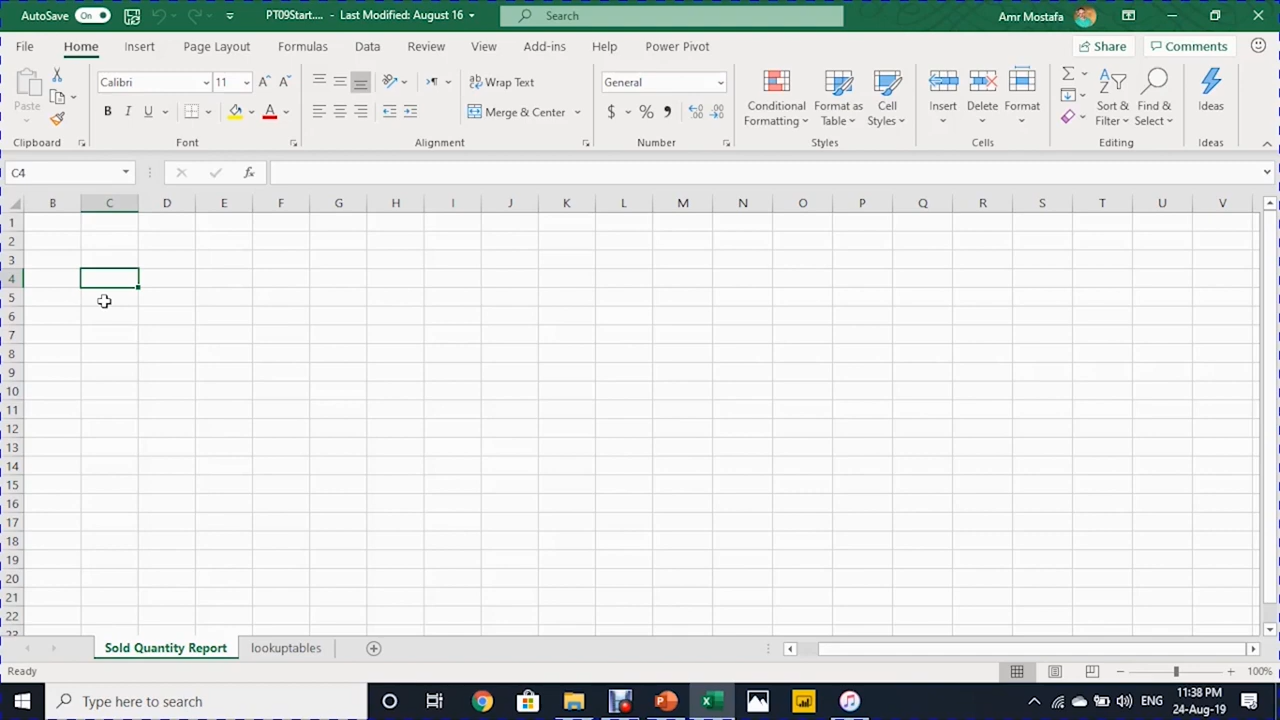 AutoSave On PT09Start.... - Last Modified: August 16 Search Amr Mostafa
File Home Insert Page Layout Formulas Data Review View Add-ins Help Power Pivot Share Comments
Paste Calibri 11 Wrap Text General Conditional Formatting Format as Table Cell Styles Insert Delete Format Sort & Filter Find & Select Ideas
B I U A Merge & Center $ % ,
Clipboard Font Alignment Number Styles Cells Editing Ideas
C4 fx
B C D E F G H I J K L M N O P Q R S T U V
1
2
3
4
5
6
7
8
9
10
11
12
13
14
15
16
17
18
19
20
21
22
23
Sold Quantity Report lookuptables
Ready 100%
Type here to search ENG 11:38 PM
24-Aug-19